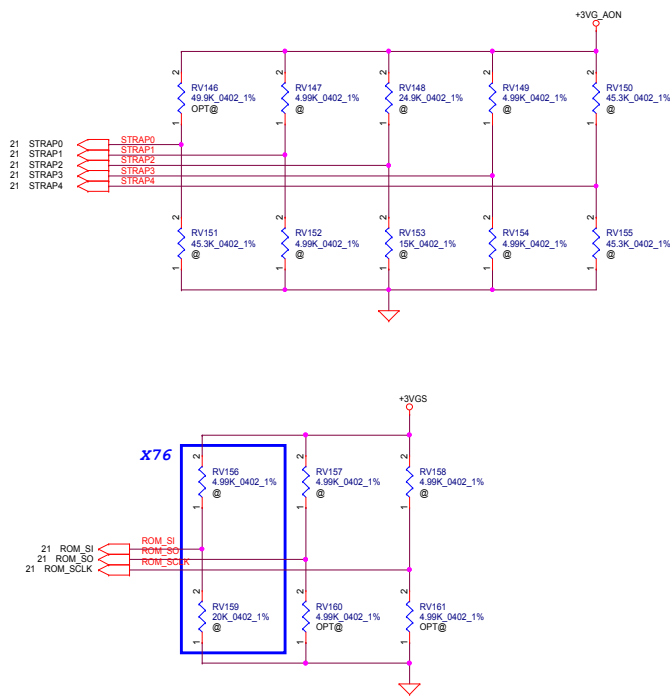 +3VG_AON
2 2 2 2 2
RV146 RV147 RV148 RV149 RV150
49.9K_0402_1% 4.99K_0402_1% 24.9K_0402_1% 4.99K_0402_1% 45.3K_0402_1%
OPT@ @ @ @ @
1 1 1 1 1
21 STRAP0 STRAP0
21 STRAP1 STRAP1
21 STRAP2 STRAP2
21 STRAP3 STRAP3
21 STRAP4 STRAP4
2 2 2 2 2
RV151 RV152 RV153 RV154 RV155
45.3K_0402_1% 4.99K_0402_1% 15K_0402_1% 4.99K_0402_1% 45.3K_0402_1%
@ @ @ @ @
1 1 1 1 1
+3VGS
X76
2 2 2
RV156 RV157 RV158
4.99K_0402_1% 4.99K_0402_1% 4.99K_0402_1%
@ @ @
1 1 1
21 ROM_SI ROM_SI
21 ROM_SO ROM_SO
21 ROM_SCLK ROM_SCLK
2 2 2
RV159 RV160 RV161
20K_0402_1% 4.99K_0402_1% 4.99K_0402_1%
@ OPT@ OPT@
1 1 1